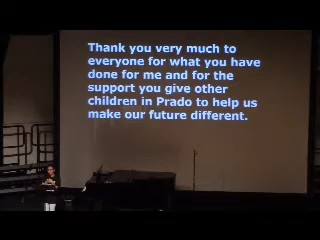 Thank you very much to
everyone for what you have
done for me and for the
support you give other
children in Prado to help us
make our future different.